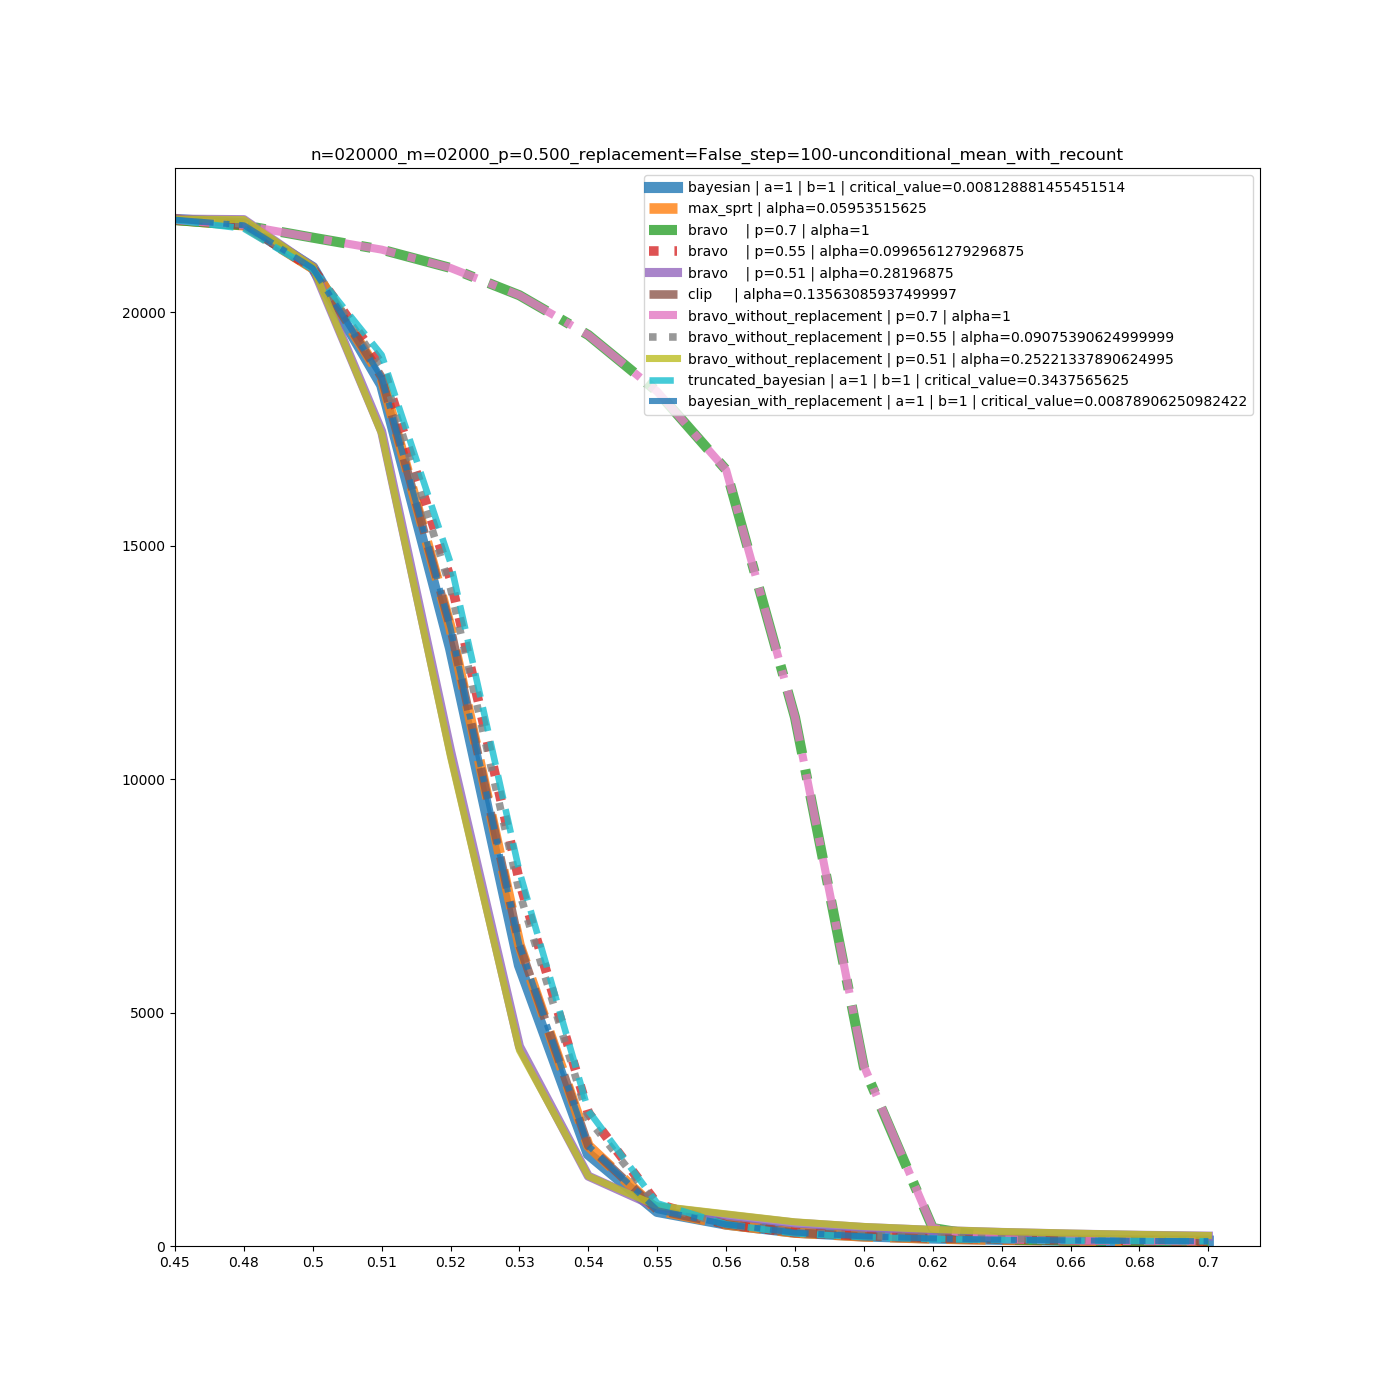 n=020000_m=02000_p=0.500_replacement=False_step=100-unconditional_mean_with_recount
bayesian | a=1 | b=1 | critical_value=0.008128881455451514
max_sprt | alpha=0.05953515625
bravo    | p=0.7 | alpha=1
bravo    | p=0.55 | alpha=0.0996561279296875
bravo    | p=0.51 | alpha=0.28196875
clip     | alpha=0.13563085937499997
bravo_without_replacement | p=0.7 | alpha=1
bravo_without_replacement | p=0.55 | alpha=0.09075390624999999
bravo_without_replacement | p=0.51 | alpha=0.25221337890624995
truncated_bayesian | a=1 | b=1 | critical_value=0.3437565625
bayesian_with_replacement | a=1 | b=1 | critical_value=0.00878906250982422
20000
15000
10000
5000
0
0.45 0.48 0.5 0.51 0.52 0.53 0.54 0.55 0.56 0.58 0.6 0.62 0.64 0.66 0.68 0.7